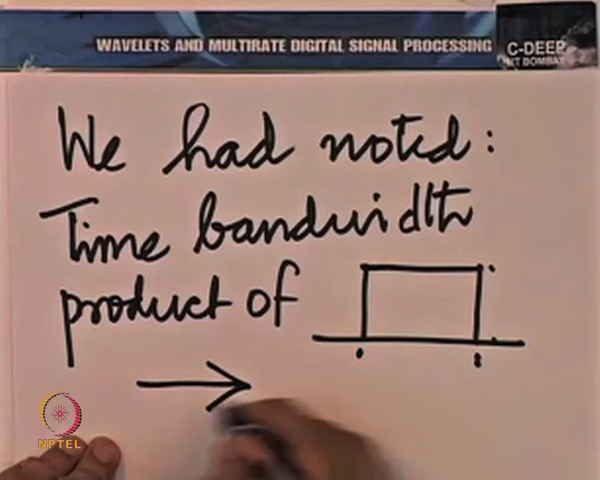 WAVELETS AND MULTIRATE DIGITAL SIGNAL PROCESSING
C-DEEP
IIT BOMBAY
We had noted:
Time bandwidth
product of
NPTEL